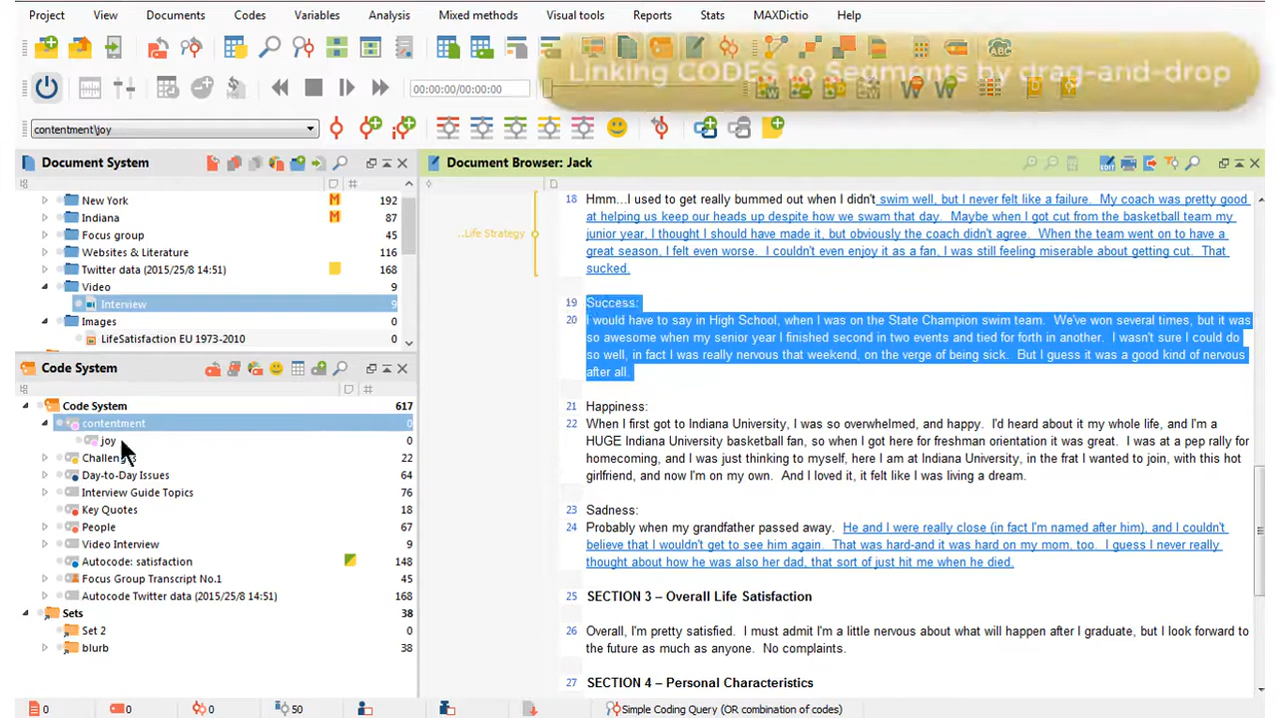 Project Documents Codes Variables Analysis Mixed methods Visual tools Reports Stats MAXDictio Help
ABC
Linking CODES to Segments by drag-and-drop
00:00:00/00:00:00
contentment\joy
Document System
#
New York M 192
Indiana M 87
Focus group 45
Websites & Literature 116
Twitter data (2015/25/8 14:51) 168
Video 9
Interview 9
Images 0
LifeSatisfaction EU 1973-2010 0
Code System
#
Code System 617
contentment 0
joy 0
Challenges 22
Day-to-Day Issues 76
Interview Guide Topics 76
Key Quotes 18
People 67
Video Interview 9
Autocode: satisfaction 148
Focus Group Transcript No.1 45
Autocode Twitter data (2015/25/8 14:51) 168
Sets 38
Set 2 0
blurb 38
Document Browser: Jack
EDIT
..Life Strategy
18 Hmm...I used to get really bummed out when I didn't swim well, but I never felt like a failure. My coach was pretty good
at helping us keep our heads up despite how we swam that day. Maybe when I got cut from the basketball team my
junior year, I thought I should have made it, but obviously the coach didn't agree. When the team went on to have a
great season, I felt even worse. I couldn't even enjoy it as a fan, I was still feeling miserable about getting cut. That
sucked.
19 Success:
20 I would have to say in High School, when I was on the State Champion swim team. We've won several times, but it was
so awesome when my senior year I finished second in two events and tied for forth in another. I wasn't sure I could do
so well, in fact I was really nervous that weekend, on the verge of being sick. But I guess it was a good kind of nervous
after all.
21 Happiness:
22 When I first got to Indiana University, I was so overwhelmed, and happy. I'd heard about it my whole life, and I'm a
HUGE Indiana University basketball fan, so when I got here for freshman orientation it was great. I was at a pep rally for
homecoming, and I was just thinking to myself, here I am at Indiana University, in the frat I wanted to join, with this hot
girlfriend, and now I'm on my own. And I loved it, it felt like I was living a dream.
23 Sadness:
24 Probably when my grandfather passed away. He and I were really close (in fact I'm named after him), and I couldn't
believe that I wouldn't get to see him again. That was hard-and it was hard on my mom, too. I guess I never really
thought about how he was also her dad, that sort of just hit me when he died.
25 SECTION 3 – Overall Life Satisfaction
26 Overall, I'm pretty satisfied. I must admit I'm a little nervous about what will happen after I graduate, but I look forward to
the future as much as anyone. No complaints.
27 SECTION 4 – Personal Characteristics
0 0 0 50 Simple Coding Query (OR combination of codes)